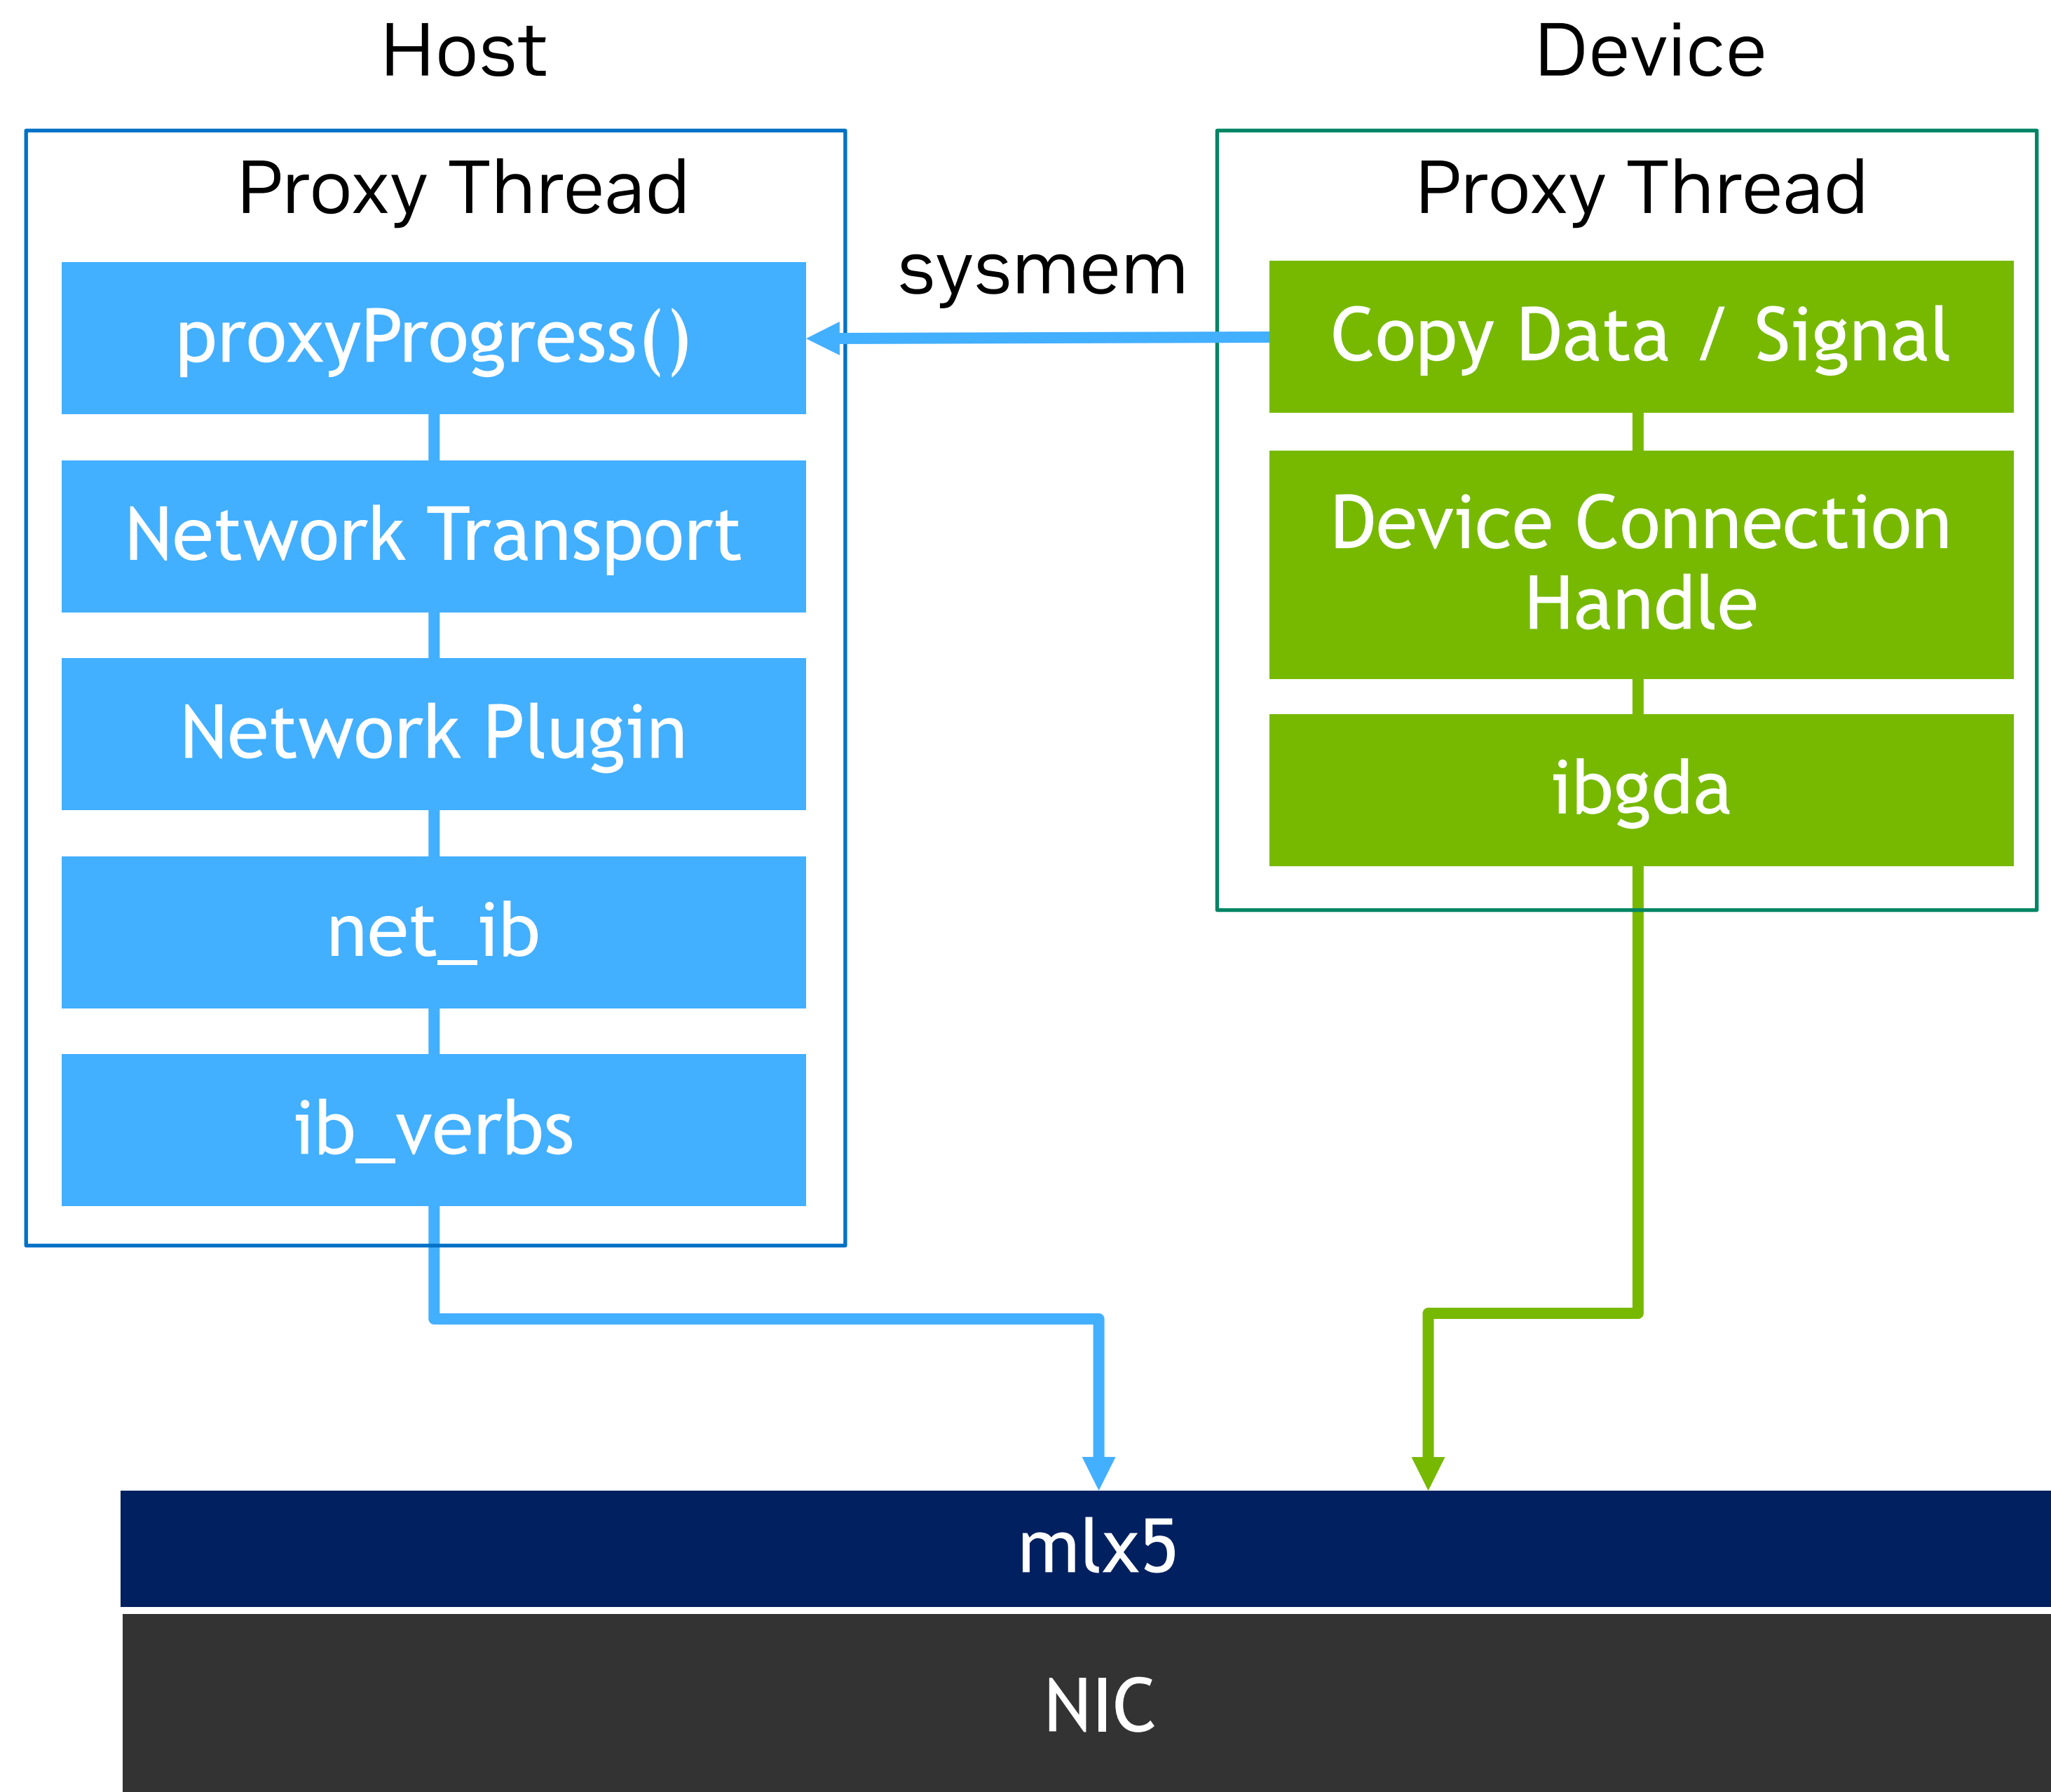 Host
Proxy Thread
proxyProgress()
Network Transport
Network Plugin
net_ib
ib_verbs
sysmem
Device
Proxy Thread
Copy Data / Signal
Device Connection
Handle
ibgda
mlx5
NIC